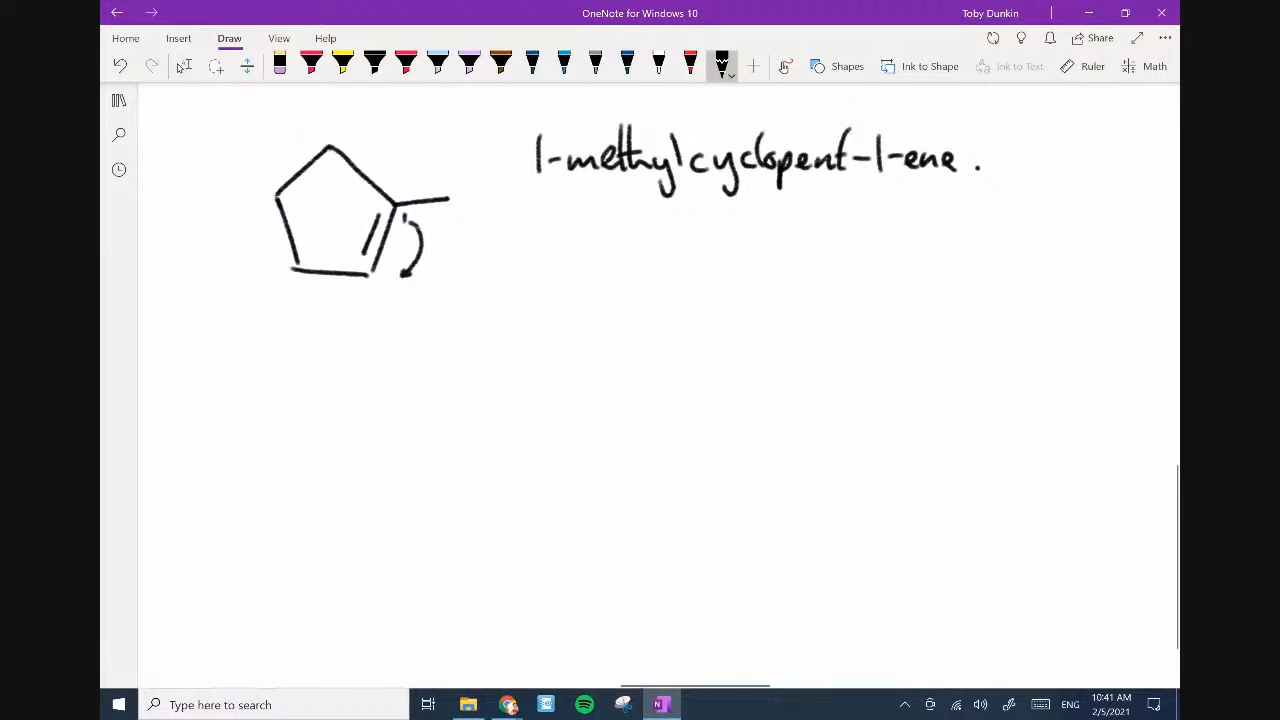 OneNote for Windows 10
Toby Dunkin
Home Insert Draw View Help
Share
Shapes Ink to Shape Ink to Text Ruler Math
1-methylcyclopent-1-ene.
Type here to search
ENG
10:41 AM
2/5/2021